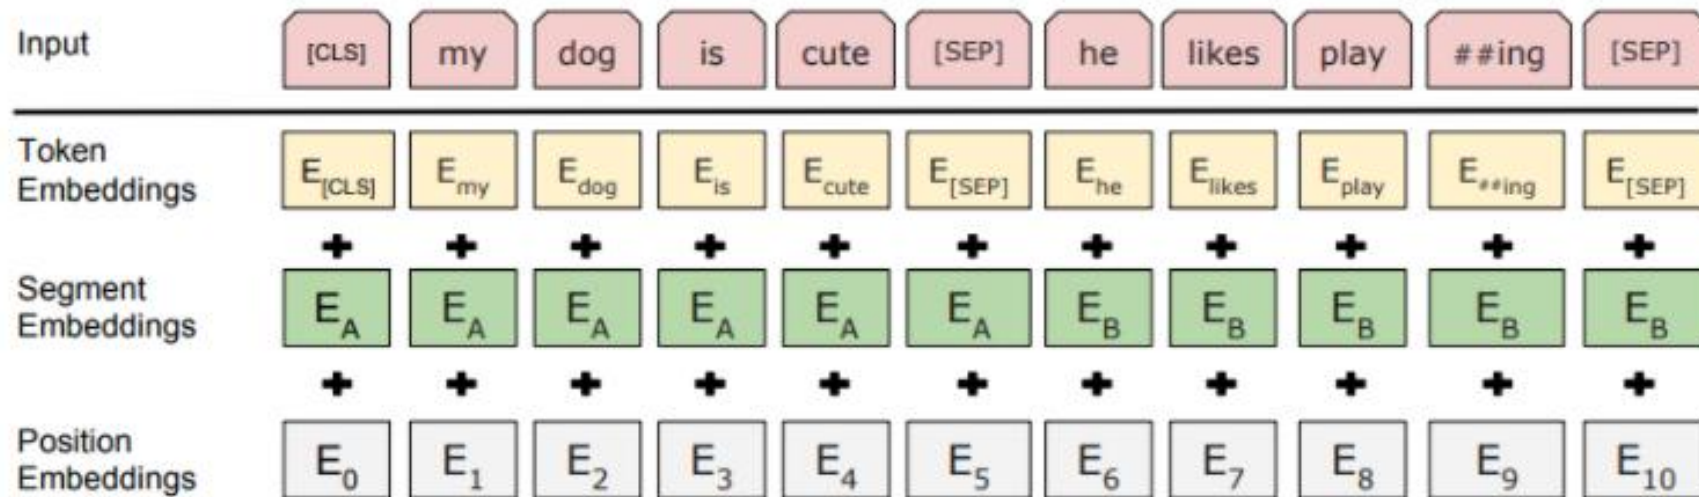 Input [CLS] my dog is cute [SEP] he likes play ##ing [SEP]
Token
Embeddings E[CLS] Emy Edog Eis Ecute E[SEP] Ehe Elikes Eplay E##ing E[SEP]
+ + + + + + + + + + +
Segment
Embeddings EA EA EA EA EA EA EB EB EB EB EB
+ + + + + + + + + + +
Position
Embeddings E0 E1 E2 E3 E4 E5 E6 E7 E8 E9 E10